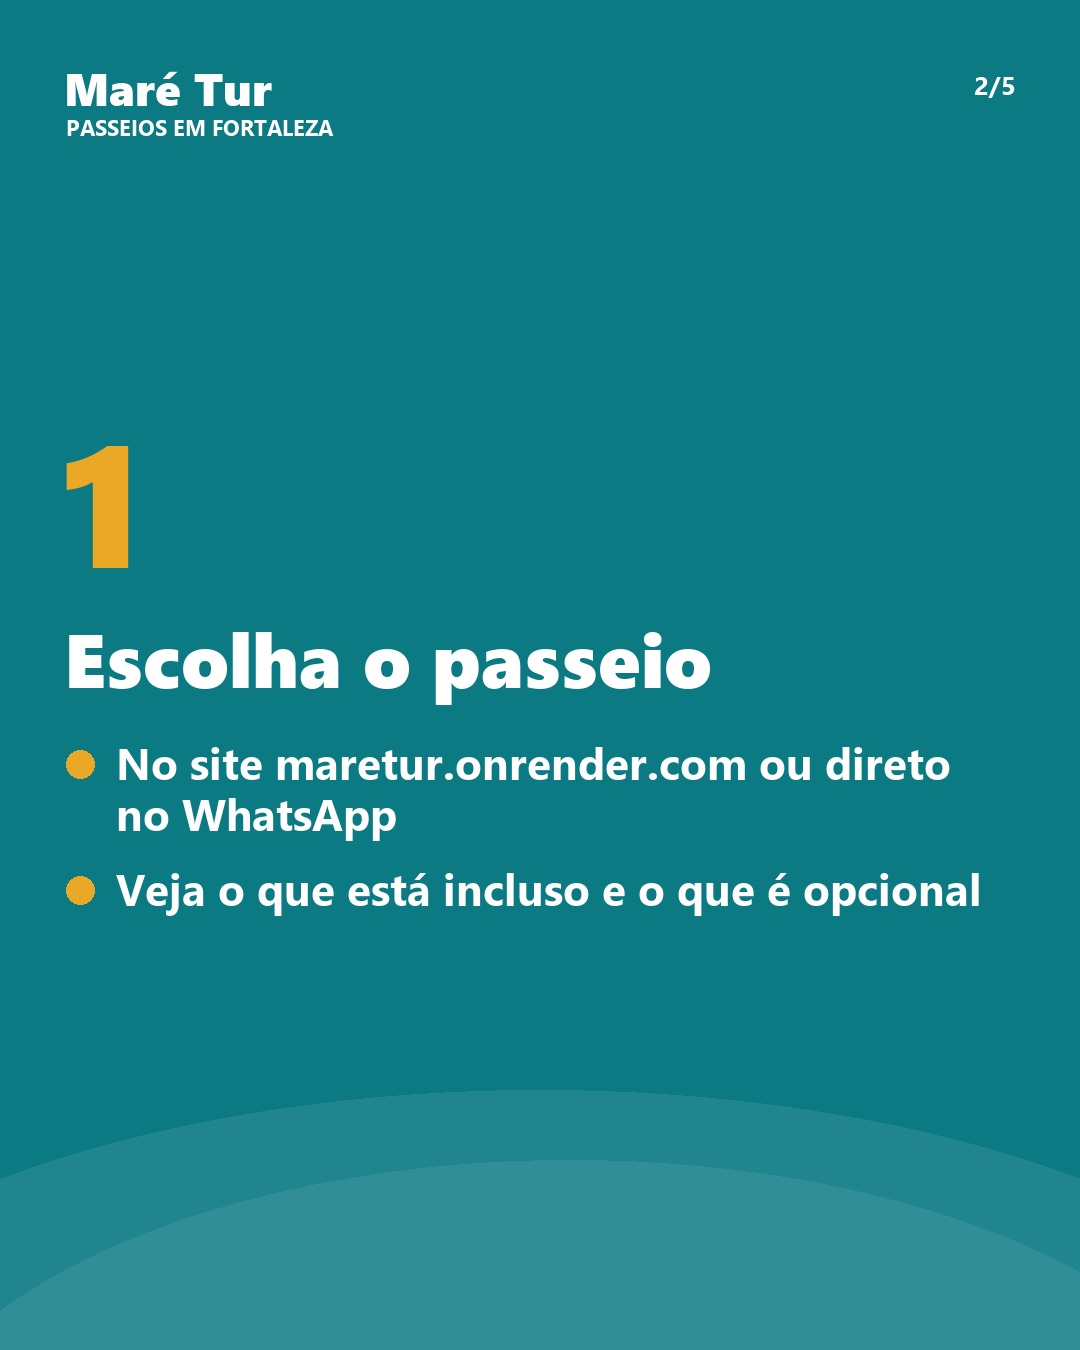 Maré Tur
PASSEIOS EM FORTALEZA
2/5
1
Escolha o passeio
No site maretur.onrender.com ou direto
no WhatsApp
Veja o que está incluso e o que é opcional